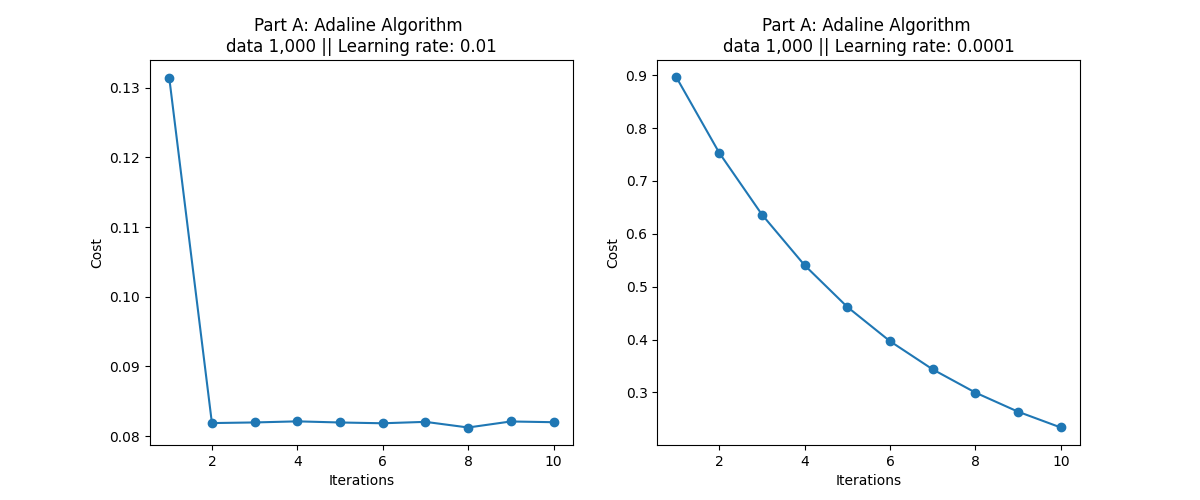 Part A: Adaline Algorithm
data 1,000 || Learning rate: 0.01
0.13
0.12
0.11
0.10
0.09
0.08
Cost
2
4
6
8
10
Iterations
Part A: Adaline Algorithm
data 1,000 || Learning rate: 0.0001
0.9
0.8
0.7
0.6
0.5
0.4
0.3
Cost
2
4
6
8
10
Iterations